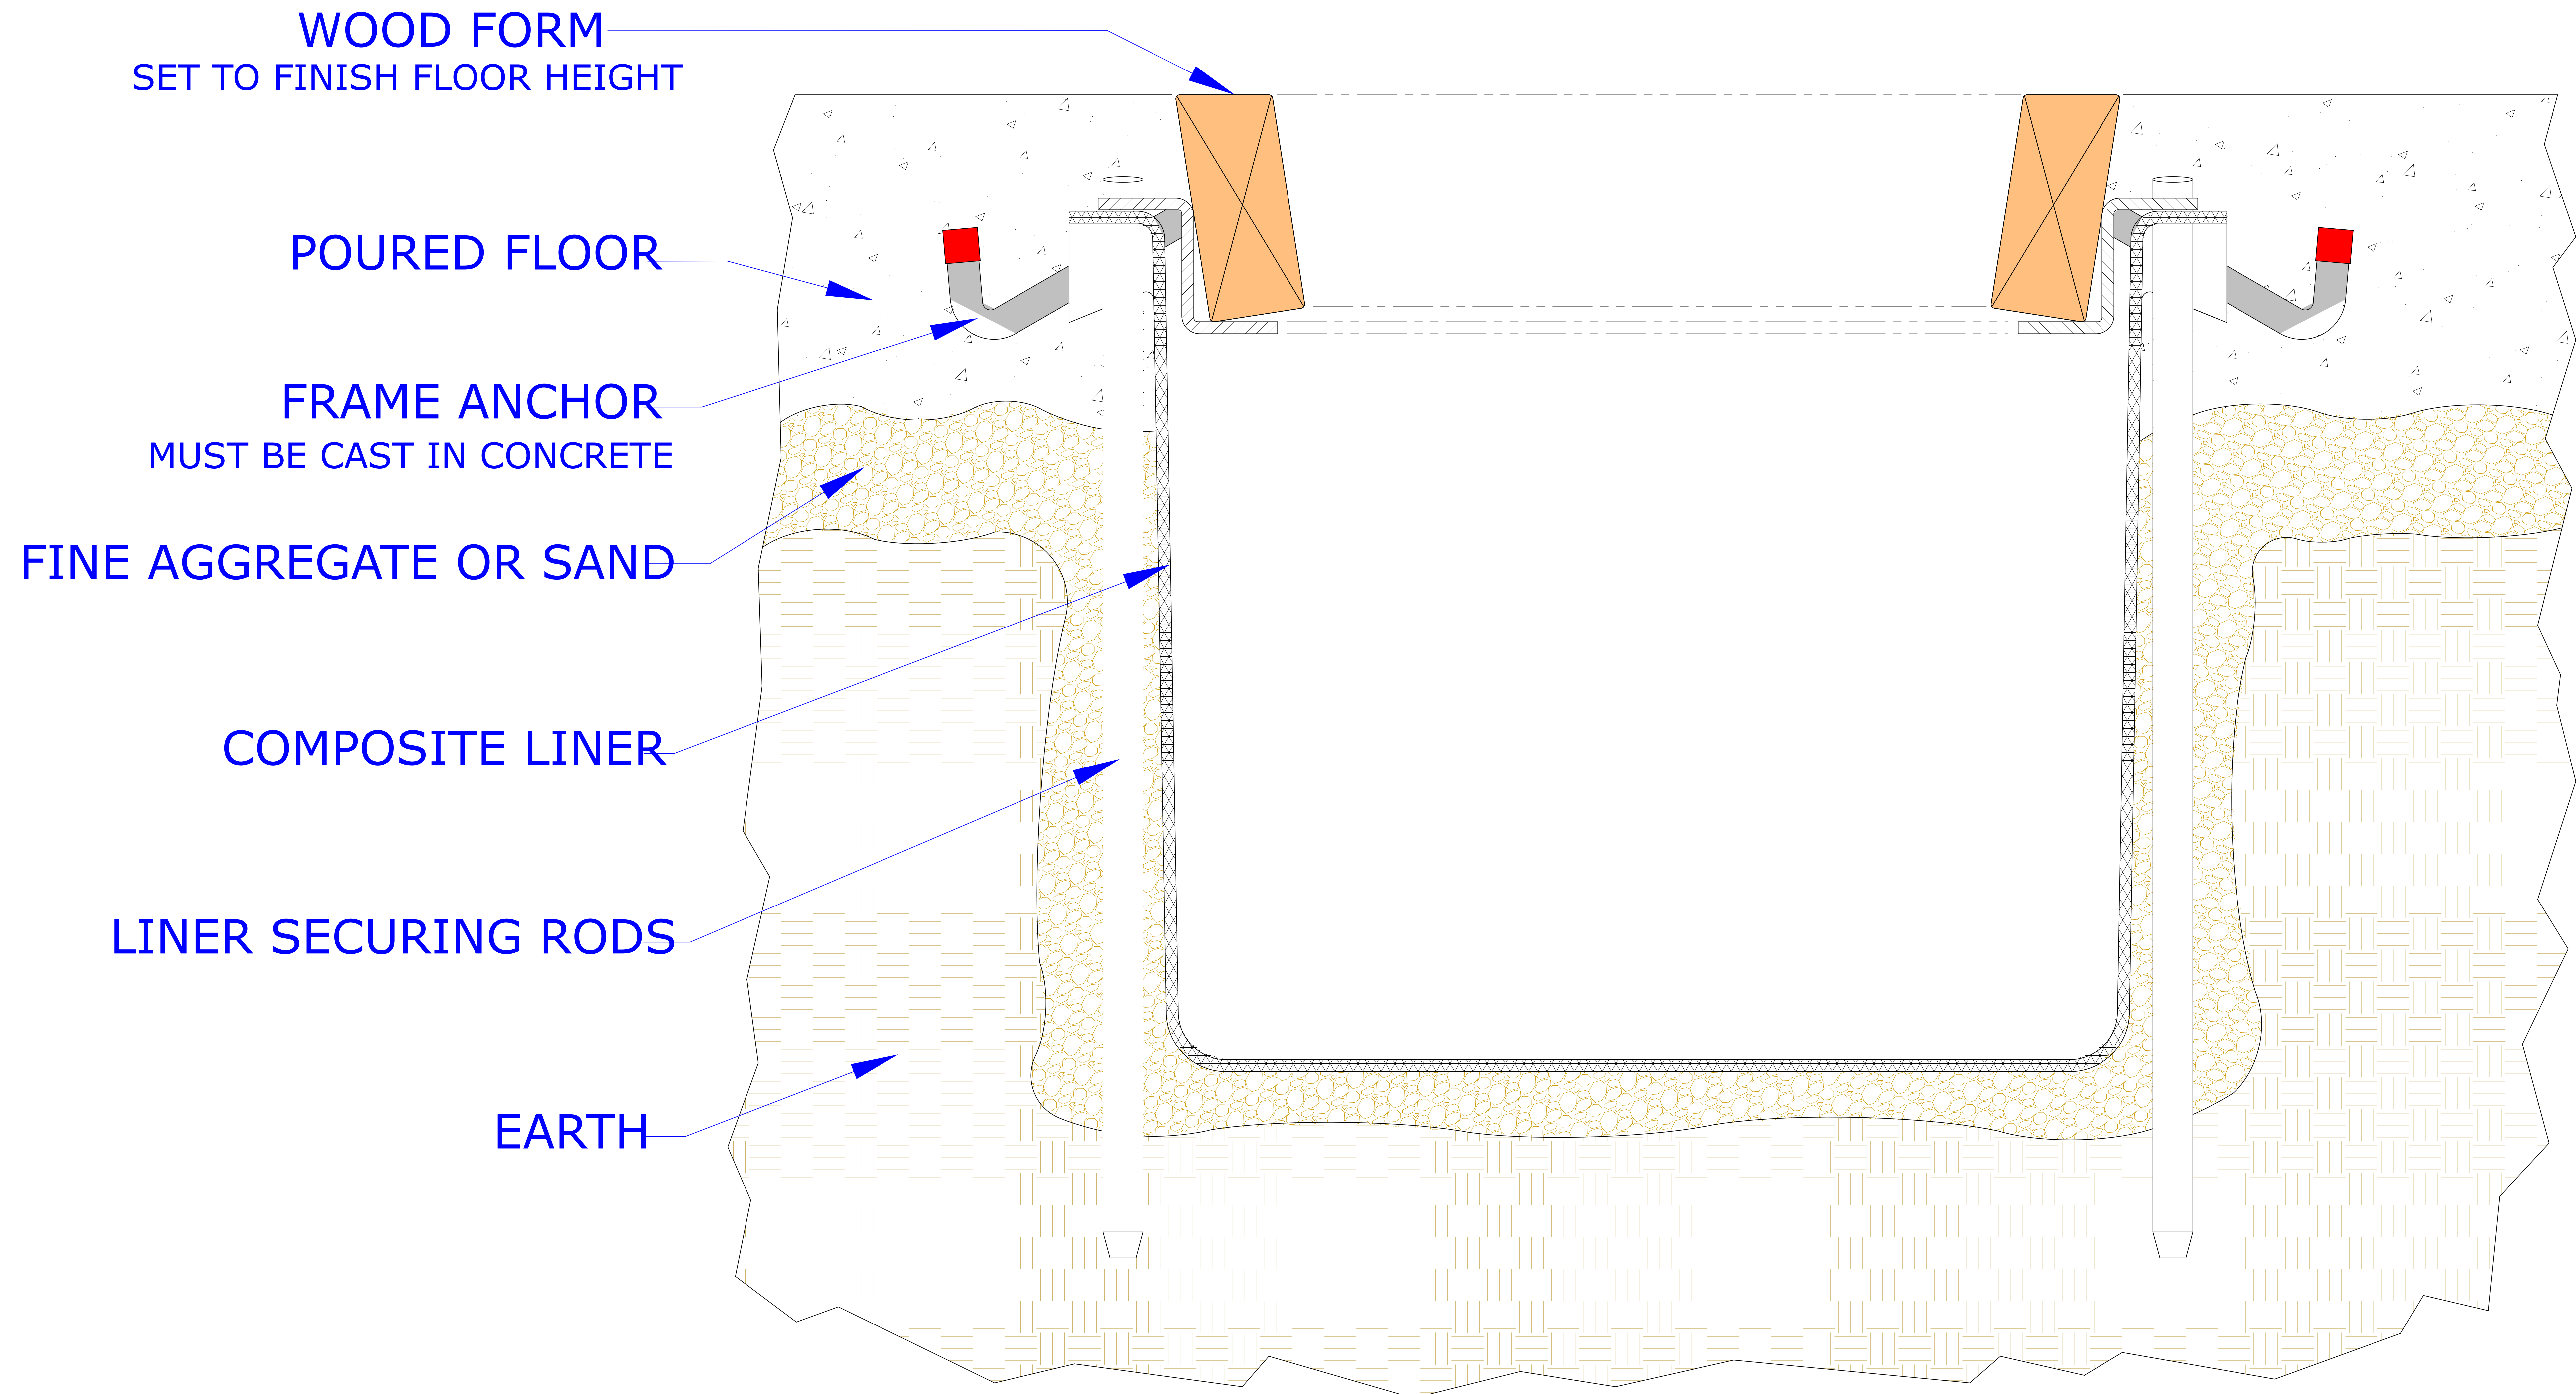 WOOD FORM
SET TO FINISH FLOOR HEIGHT
POURED FLOOR
FRAME ANCHOR
MUST BE CAST IN CONCRETE
FINE AGGREGATE OR SAND
COMPOSITE LINER
LINER SECURING RODS
EARTH